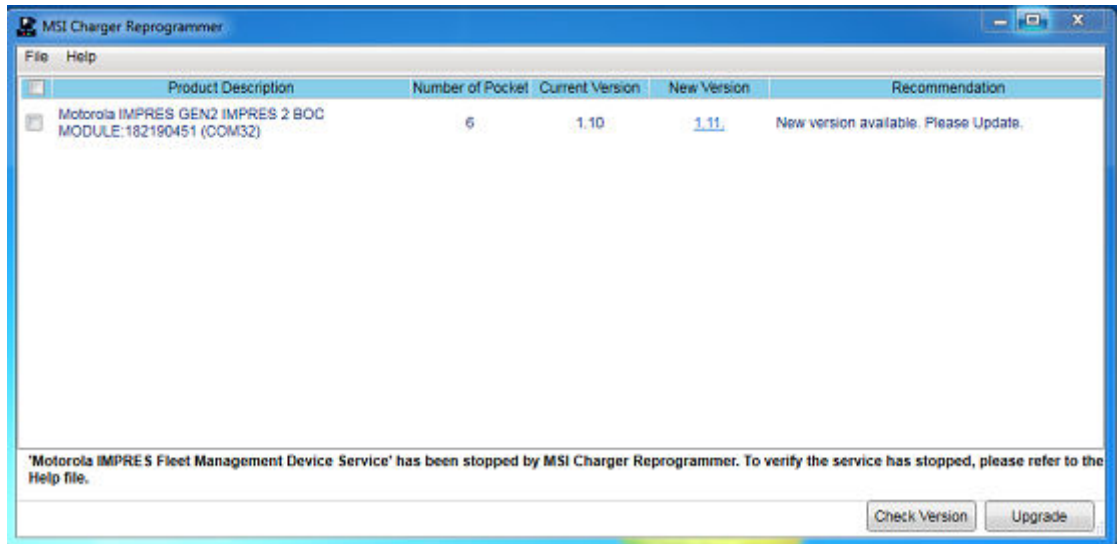 MSI Charger Reprogrammer
File Help
Product Description Number of Pocket Current Version New Version Recommendation
Motorola IMPRES GEN2 IMPRES 2 BOC
MODULE:182190451 (COM32) 6 1.10 1.11. New version available. Please Update.
'Motorola IMPRES Fleet Management Device Service' has been stopped by MSI Charger Reprogrammer. To verify the service has stopped, please refer to the
Help file.
Check Version Upgrade